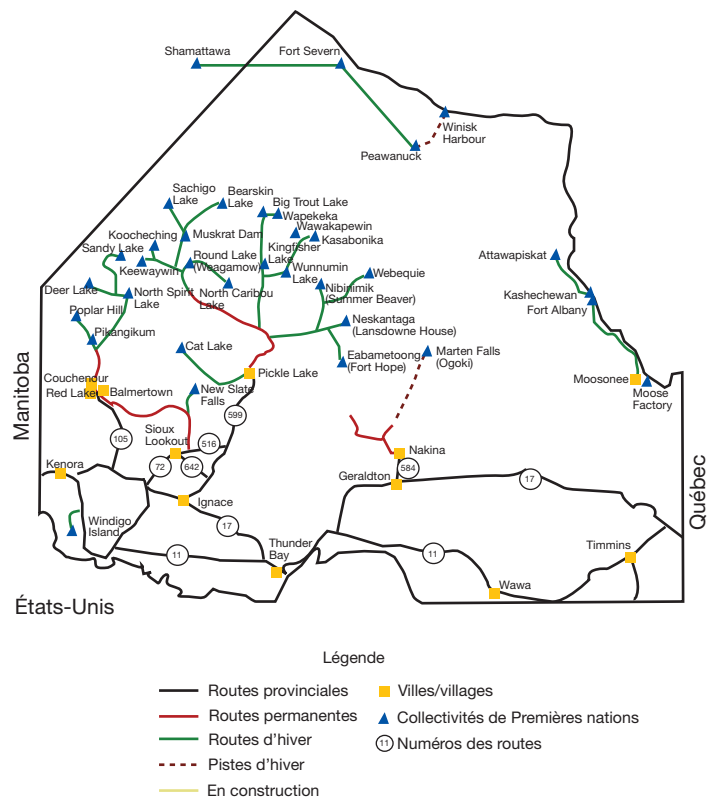 Shamattawa
Fort Severn
Winisk
Harbour
Peawanuck
Sachigo
Lake
Bearskin
Lake
Big Trout Lake
Wapekeka
Wawakapewin
Kasabonika
Koocheching
Muskrat Dam
Sandy Lake
Keewaywin
Round Lake
(Weagamow)
Kingfisher
Lake
Wunnumin
Lake
Webequie
Attawapiskat
Deer Lake
North Spirit
Lake
North Caribou
Lake
Nibinimik
(Summer Beaver)
Kashechewan
Fort Albany
Poplar Hill
Pikangikum
Cat Lake
Neskantaga
(Lansdowne House)
Eabametoong
(Fort Hope)
Marten Falls
(Ogoki)
Moosonee
Moose
Factory
Manitoba
Couchenour
Red Lake
Balmertown
New Slate
Falls
Pickle Lake
599
Sioux
Lookout
516
105
72
642
Nakina
584
Geraldton
17
Québec
Kenora
Ignace
17
Windigo
Island
11
Thunder
Bay
11
Timmins
Wawa
États-Unis
Légende
Routes provinciales
Villes/villages
Routes permanentes
Collectivités de Premières nations
Routes d'hiver
11 Numéros des routes
Pistes d'hiver
En construction